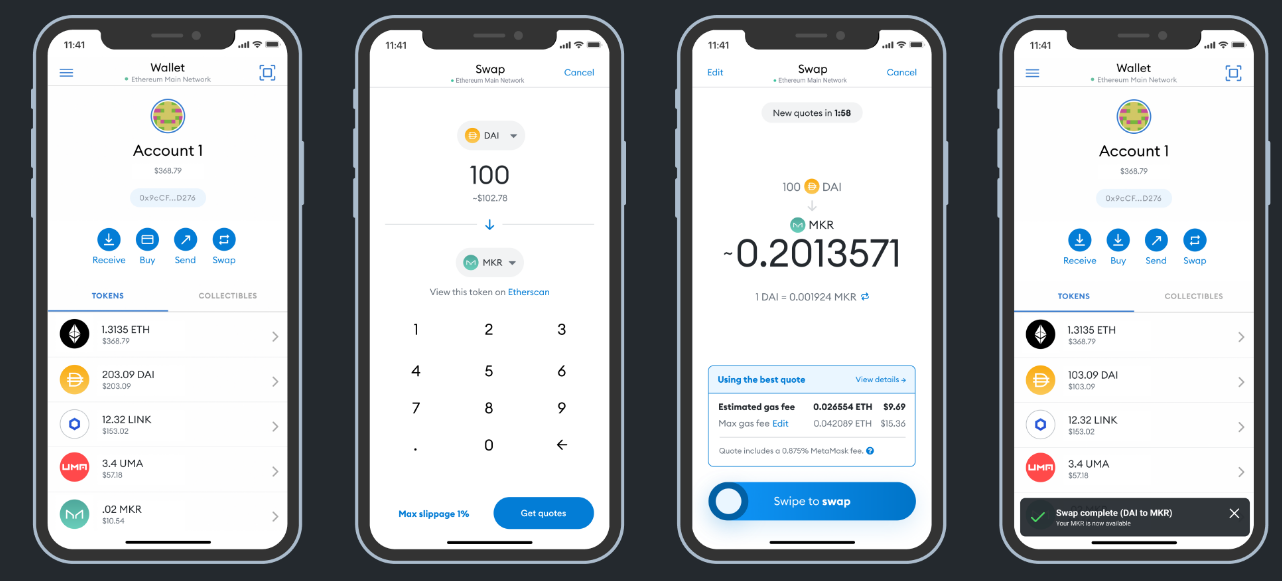 11:41
Wallet
Ethereum Main Network
Account 1
$368.79
0x9cCF...D276
Receive Buy Send Swap
TOKENS COLLECTIBLES
1.3135 ETH
$368.79
203.09 DAI
$203.09
12.32 LINK
$153.02
UMA
3.4 UMA
$57.18
.02 MKR
$10.54
11:41
Swap
Ethereum Main Network
Cancel
DAI
100
~$102.78
MKR
View this token on Etherscan
1 2 3
4 5 6
7 8 9
. 0
Max slippage 1% Get quotes
11:41
Edit Swap Cancel
Ethereum Main Network
New quotes in 1:58
100 DAI
MKR
~0.2013571
1 DAI = 0.001924 MKR
Using the best quote View details
Estimated gas fee 0.026554 ETH $9.69
Max gas fee Edit 0.042089 ETH $15.36
Quote includes a 0.875% MetaMask fee. ?
Swipe to swap
11:41
Wallet
Ethereum Main Network
Account 1
$368.79
0x9cCF...D276
Receive Buy Send Swap
TOKENS COLLECTIBLES
1.3135 ETH
$368.79
103.09 DAI
$103.09
12.32 LINK
$153.02
UMA
3.4 UMA
$57.18
Swap complete (DAI to MKR)
Your MKR is now available